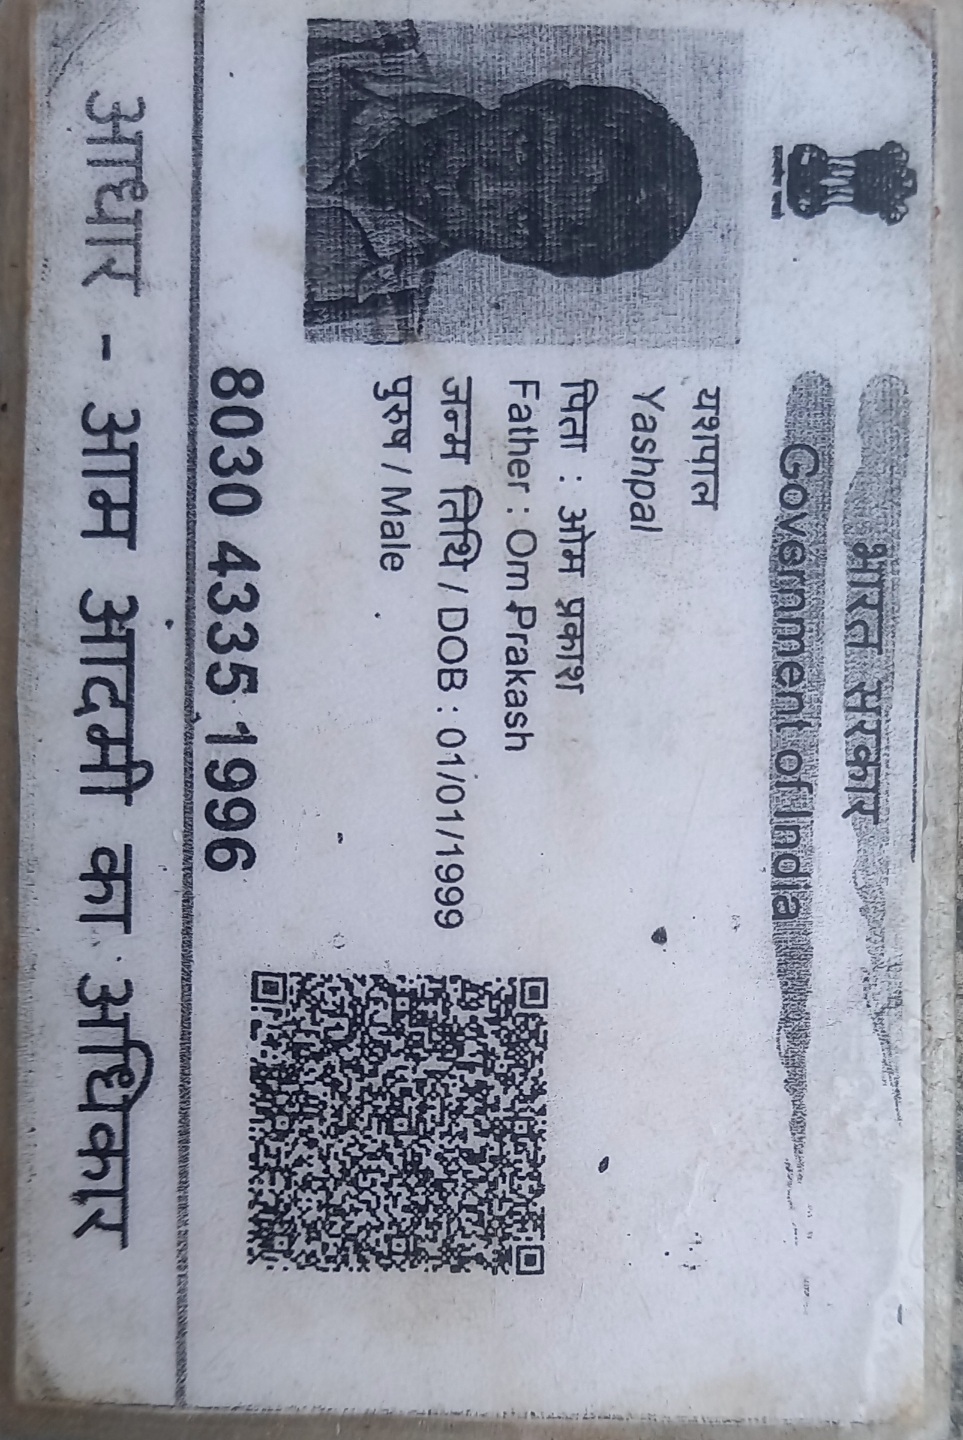 भारत सरकार
Government of India
यशपाल
Yashpal
पिता : ओम प्रकाश
Father : Om Prakash
जन्म तिथि / DOB : 01/01/1999
पुरुष / Male
8030 4335 1996
आधार - आम आदमी का अधिकार